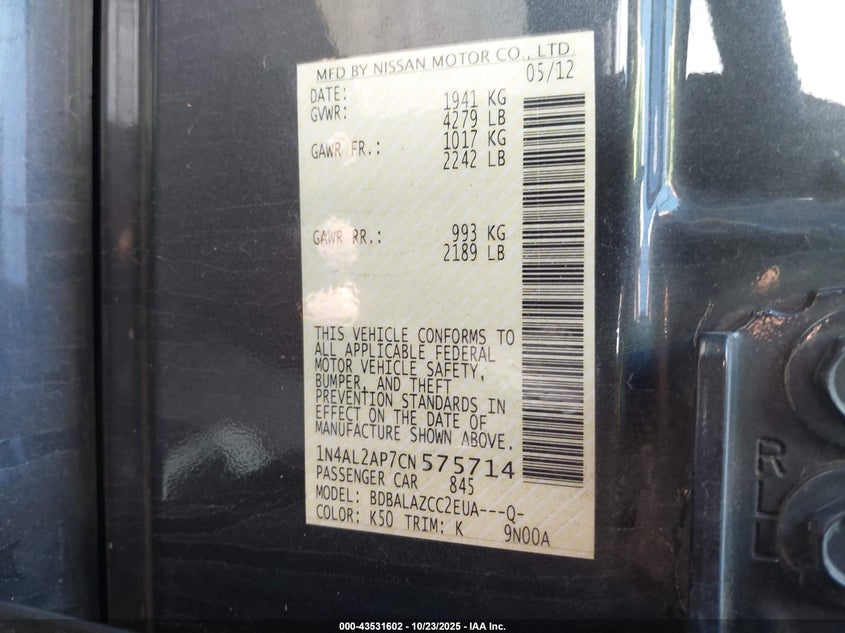 MFD BY NISSAN MOTOR CO., LTD
DATE: 05/12
GVWR: 1941 KG
4279 LB
GAWR FR.: 1017 KG
2242 LB
GAWR RR.: 993 KG
2189 LB
THIS VEHICLE CONFORMS TO
ALL APPLICABLE FEDERAL
MOTOR VEHICLE SAFETY,
BUMPER, AND THEFT
PREVENTION STANDARDS IN
EFFECT ON THE DATE OF
MANUFACTURE SHOWN ABOVE.
1N4AL2AP7CN575714
PASSENGER CAR 845
MODEL: BDBALAZCC2EUA---Q-
COLOR: K50 TRIM: K 9N00A
RLL
000-43531602 - 10/23/2025 - IAA Inc.